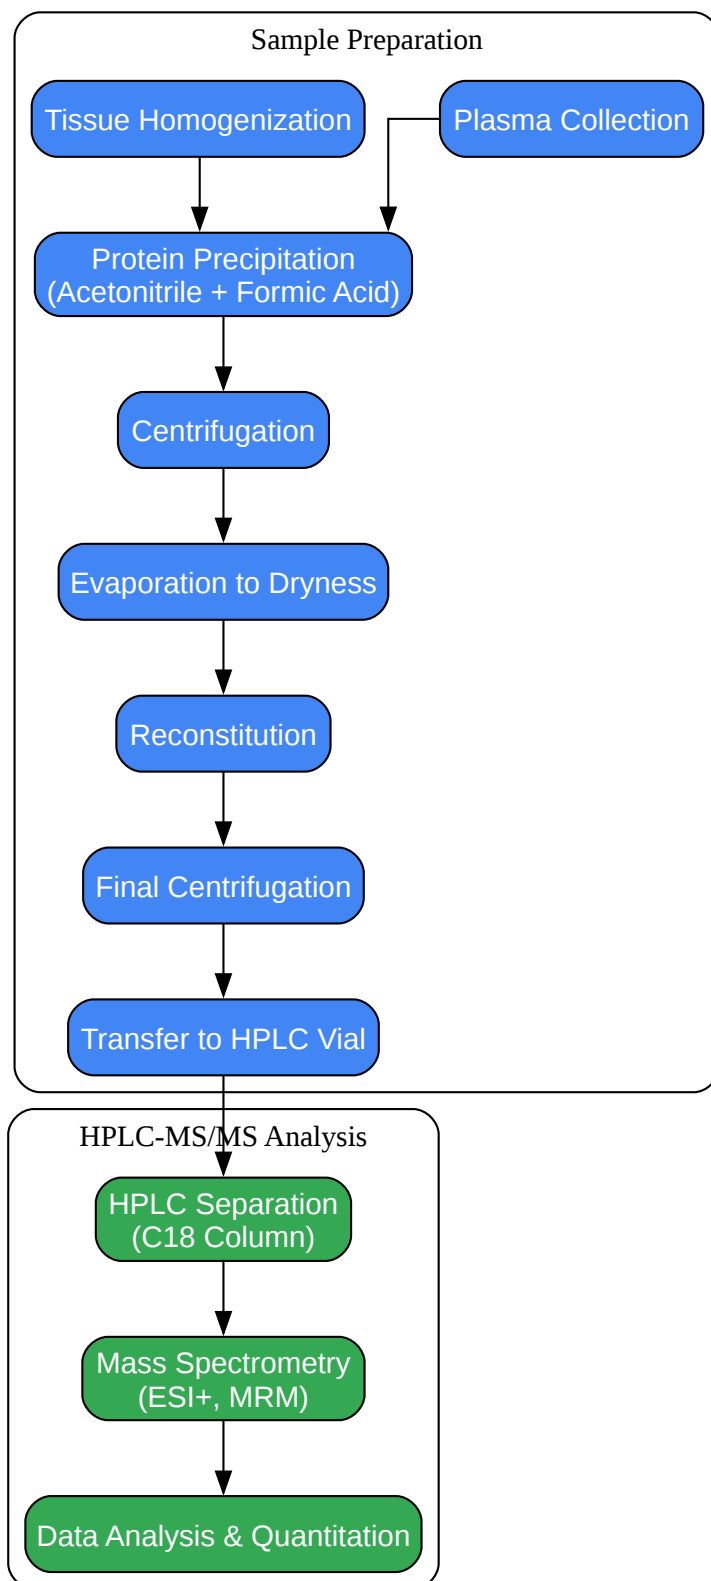 Sample Preparation
Tissue Homogenization
Plasma Collection
Protein Precipitation
(Acetonitrile + Formic Acid)
Centrifugation
Evaporation to Dryness
Reconstitution
Final Centrifugation
Transfer to HPLC Vial
HPLC-MS/MS Analysis
HPLC Separation
(C18 Column)
Mass Spectrometry
(ESI+, MRM)
Data Analysis & Quantitation